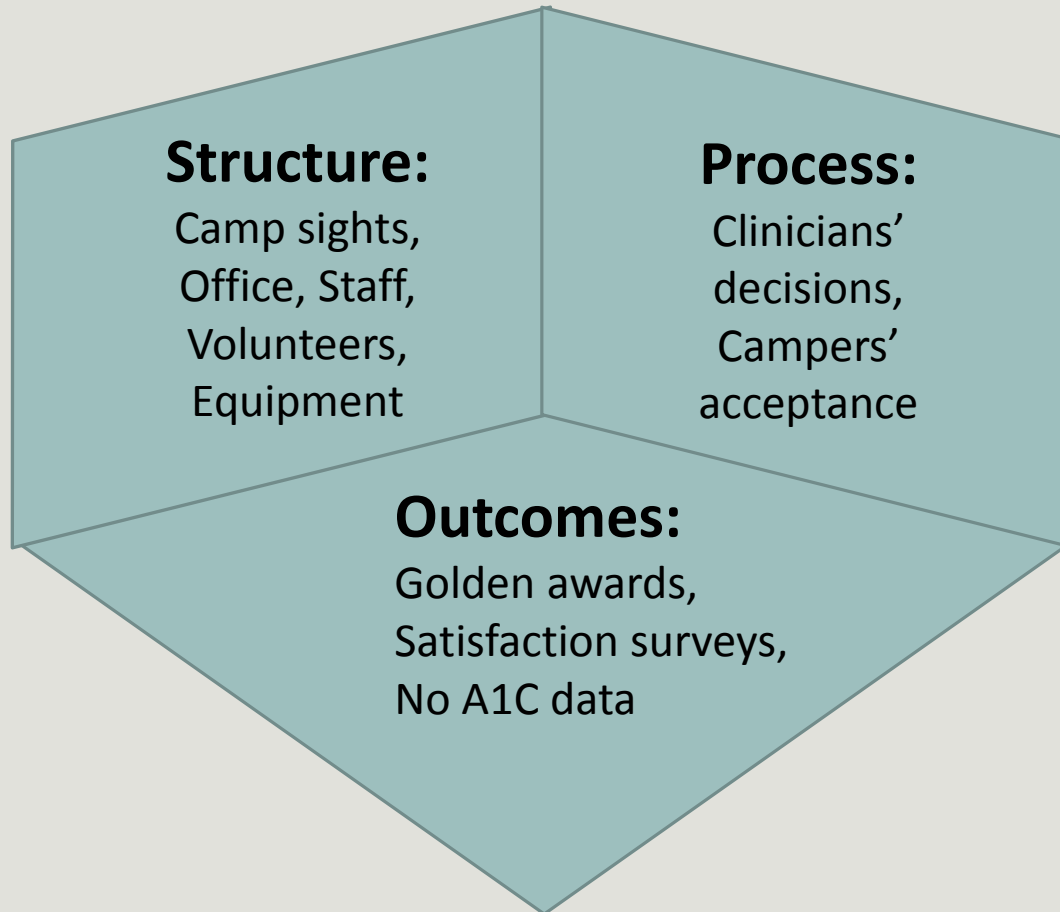 Structure:
Camp sights,
Office, Staff,
Volunteers,
Equipment
Process:
Clinicians’
decisions,
Campers’
acceptance
Outcomes:
Golden awards,
Satisfaction surveys,
No A1C data